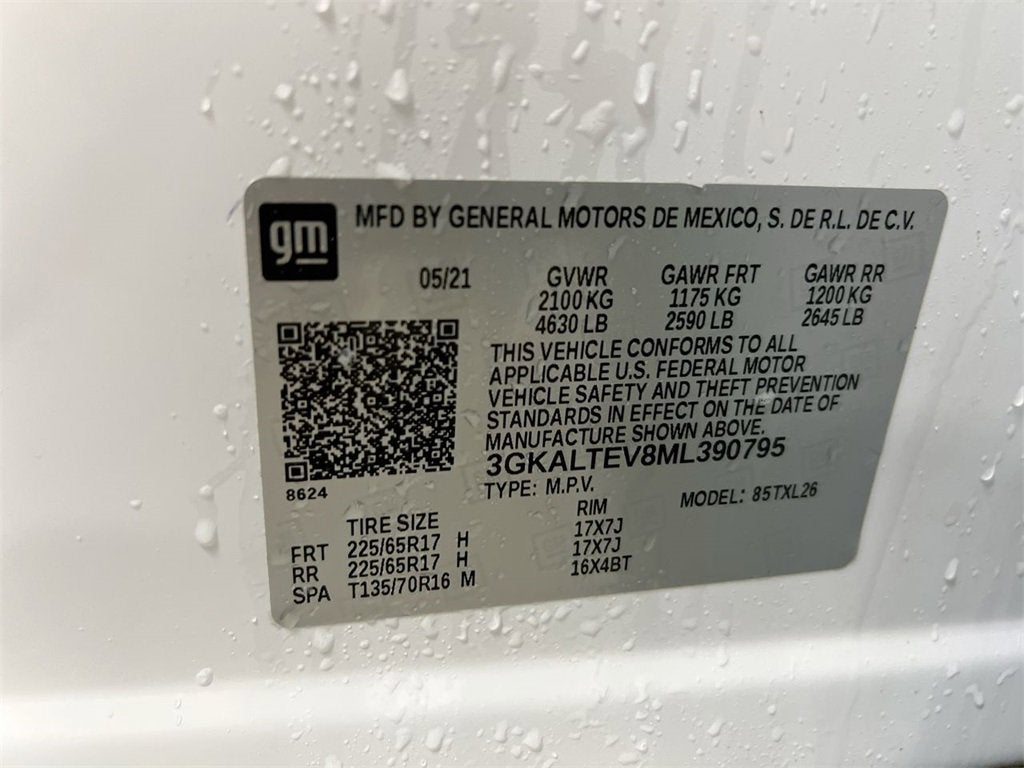 gm MFD BY GENERAL MOTORS DE MEXICO, S. DE R.L. DE C.V.
05/21 GVWR GAWR FRT GAWR RR
2100 KG 1175 KG 1200 KG
4630 LB 2590 LB 2645 LB
THIS VEHICLE CONFORMS TO ALL
APPLICABLE U.S. FEDERAL MOTOR
VEHICLE SAFETY AND THEFT PREVENTION
STANDARDS IN EFFECT ON THE DATE OF
MANUFACTURE SHOWN ABOVE.
3GKALTEV8ML390795
8624 TYPE: M.P.V. MODEL: 85TXL26
TIRE SIZE RIM
FRT 225/65R17 H 17X7J
RR 225/65R17 H 17X7J
SPA T135/70R16 M 16X4BT